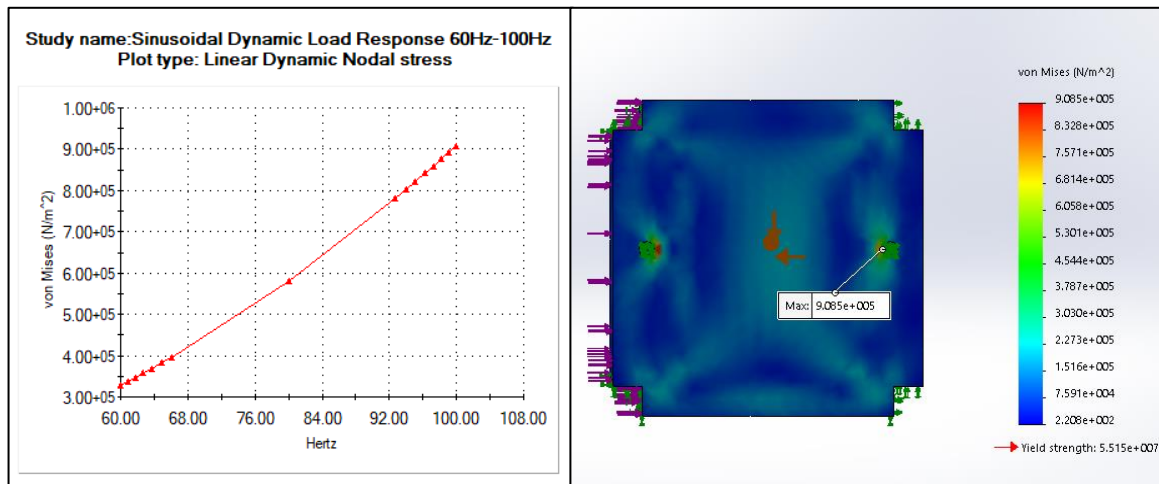 Study name:Sinusoidal Dynamic Load Response 60Hz-100Hz
Plot type: Linear Dynamic Nodal stress
1.00+06
9.00+05
8.00+05
7.00+05
6.00+05
5.00+05
4.00+05
3.00+05
von Mises (N/m^2)
60.00 68.00 76.00 84.00 92.00 100.00 108.00
Hertz
von Mises (N/m^2)
9.085e+005
8.328e+005
7.571e+005
6.814e+005
6.058e+005
5.301e+005
4.544e+005
3.787e+005
3.030e+005
2.273e+005
1.516e+005
7.591e+004
2.208e+002
Yield strength: 5.515e+007
Max: 9.085e+005